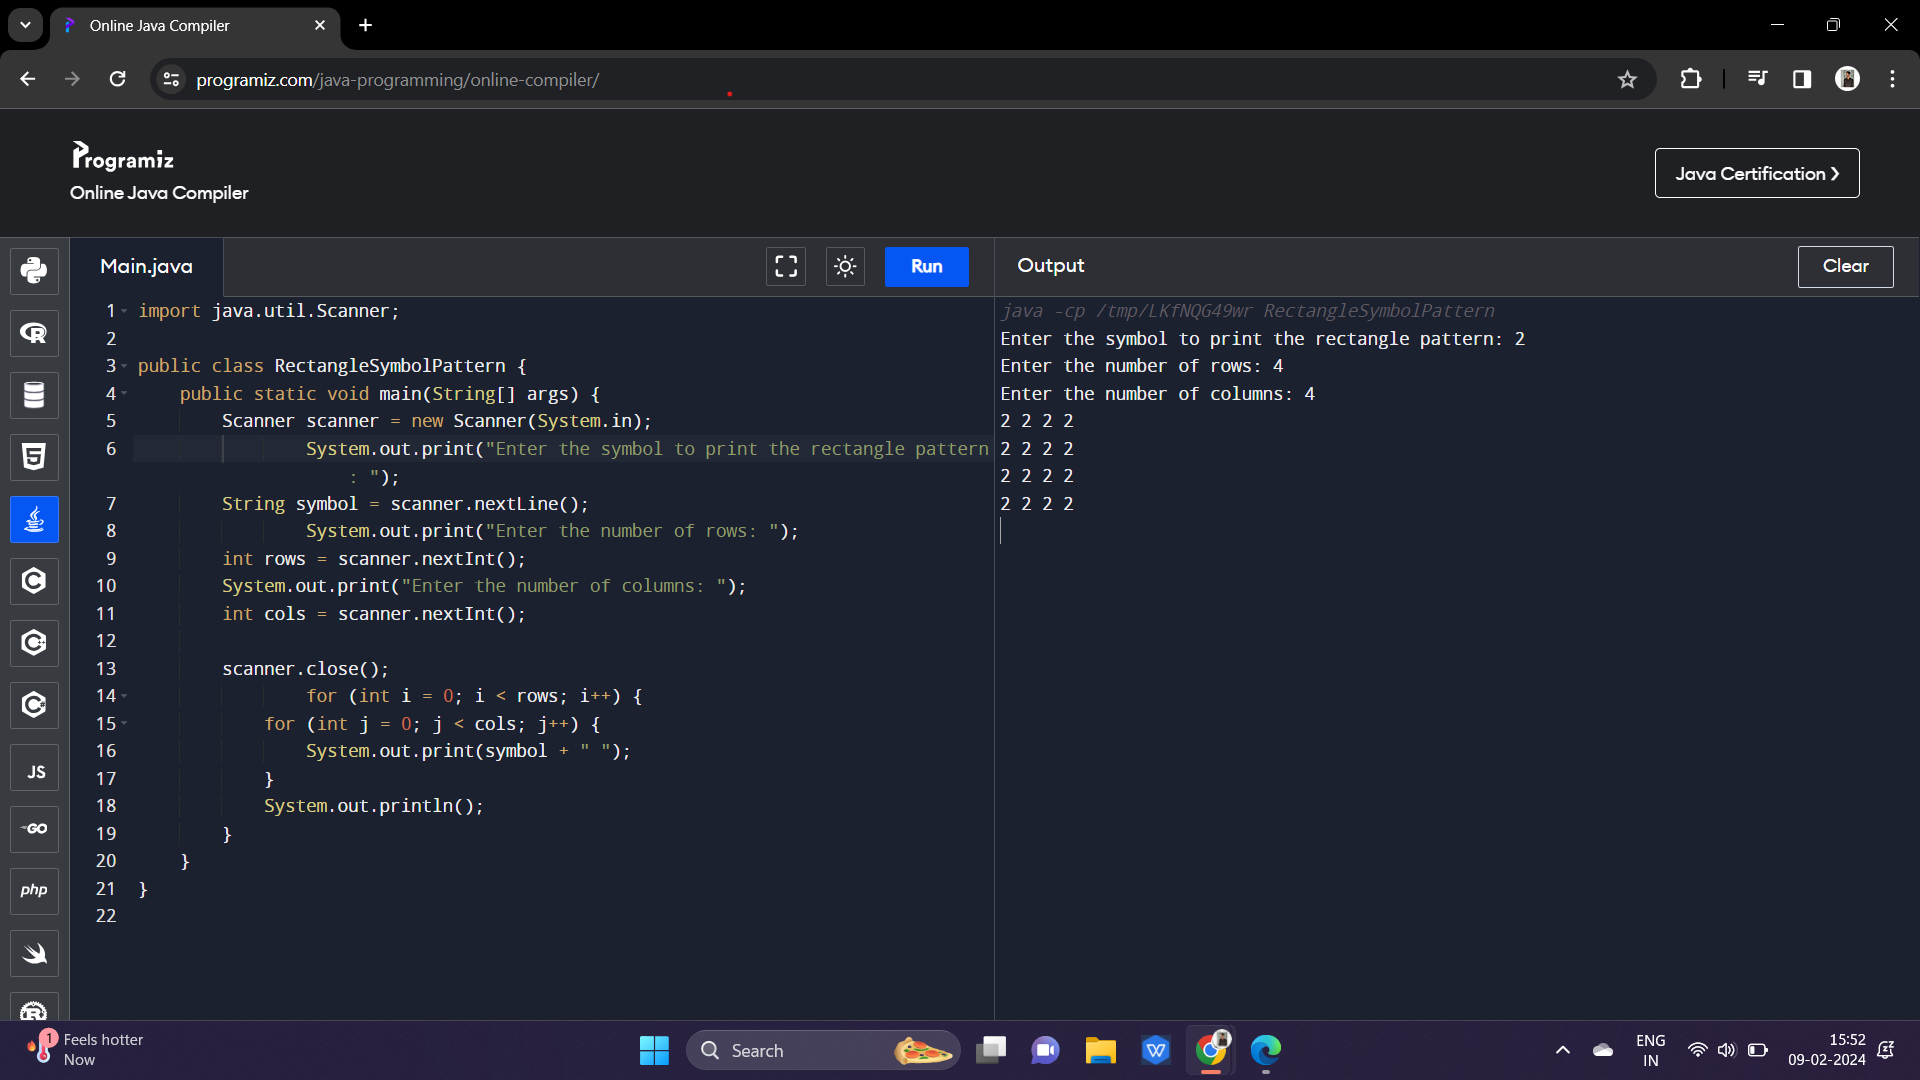 Online Java Compiler
programiz.com/java-programming/online-compiler/
Programiz
Online Java Compiler
Java Certification ❯
Main.java
Run
Output
Clear
1 import java.util.Scanner;
2
3 public class RectangleSymbolPattern {
4     public static void main(String[] args) {
5         Scanner scanner = new Scanner(System.in);
6                 System.out.print("Enter the symbol to print the rectangle pattern
: ");
7         String symbol = scanner.nextLine();
8                 System.out.print("Enter the number of rows: ");
9         int rows = scanner.nextInt();
10         System.out.print("Enter the number of columns: ");
11         int cols = scanner.nextInt();
12
13         scanner.close();
14                 for (int i = 0; i < rows; i++) {
15             for (int j = 0; j < cols; j++) {
16                 System.out.print(symbol + " ");
17             }
18             System.out.println();
19         }
20     }
21 }
22
java -cp /tmp/LKfNQG49wr RectangleSymbolPattern
Enter the symbol to print the rectangle pattern: 2
Enter the number of rows: 4
Enter the number of columns: 4
2 2 2 2
2 2 2 2
2 2 2 2
2 2 2 2
R
5
C
C
C
JS
GO
php
R
1
Feels hotter
Now
Search
W
ENG
IN
15:52
09-02-2024